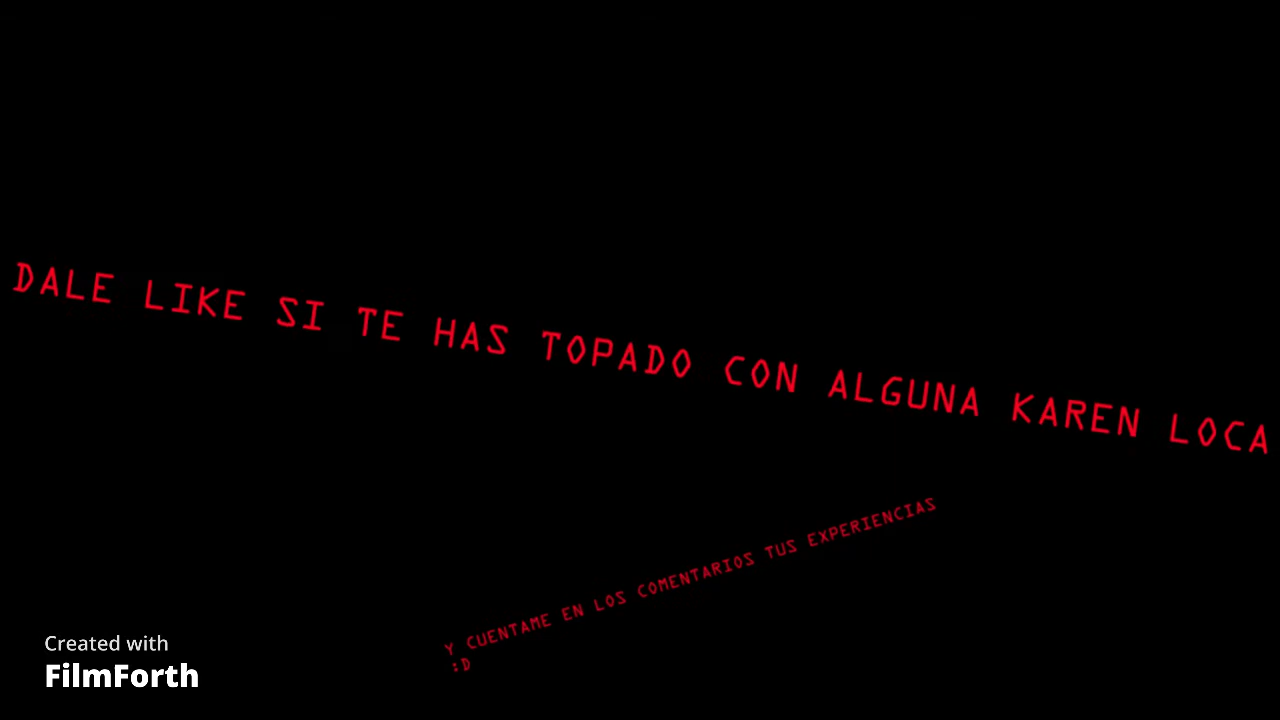 DALE LIKE SI TE HAS TOPADO CON ALGUNA KAREN LOCA
Y CUENTAME EN LOS COMENTARIOS TUS EXPERIENCIAS
:D
Created with
FilmForth